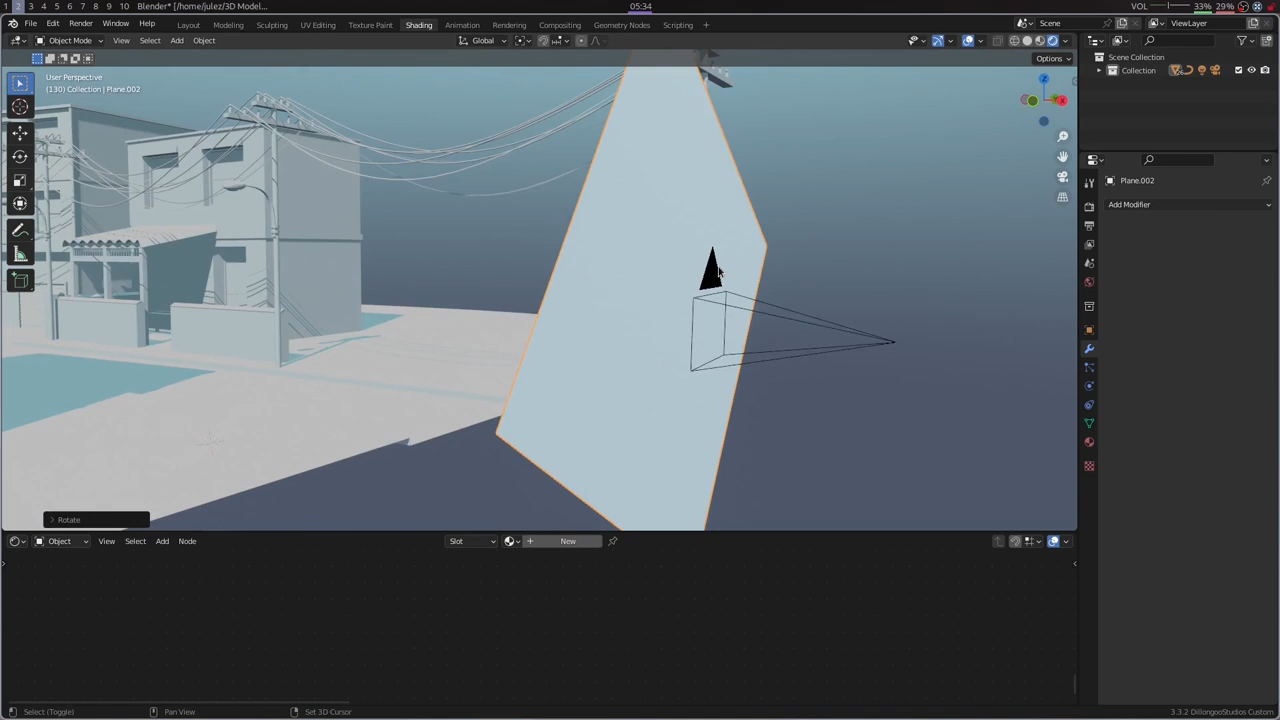 1 2 3 4 5 6 7 8 9 10 Blender* [/home/julez/3D Model... 05:34 VOL 33% 29%
File Edit Render Window Help Layout Modeling Sculpting UV Editing Texture Paint Shading Animation Rendering Compositing Geometry Nodes Scripting + Scene ViewLayer
Object Mode View Select Add Object Global
Options
Scene Collection
Collection
User Perspective
(130) Collection | Plane.002
X
Z
Plane.002
Add Modifier
Rotate
Object View Select Add Node Slot New
Select (Toggle) Pan View Set 3D Cursor 3.3.2 DillongooStudios Custom